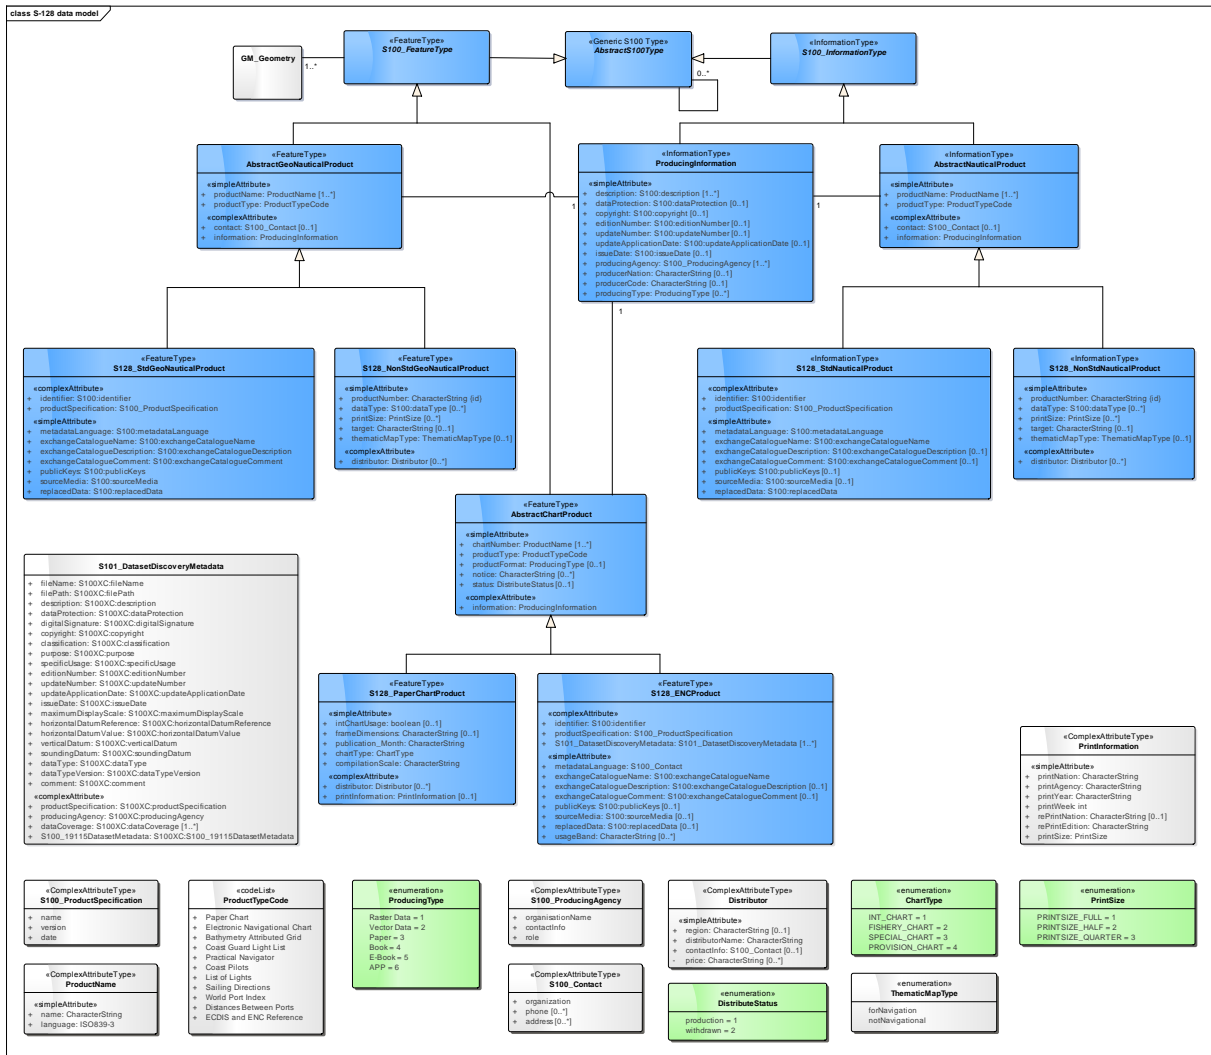 class S-128 data model
«FeatureType»
S100_FeatureType
«Generic S100 Type»
AbstractS100Type
«InformationType»
S100_InformationType
GM_Geometry
1..*
0..*
«FeatureType»
AbstractGeoNauticalProduct
«simpleAttribute»
+ productName: ProductName [1..*]
+ productType: ProductTypeCode
«complexAttribute»
+ contact: S100_Contact [0..1]
+ information: ProducingInformation
1
«InformationType»
ProducingInformation
«simpleAttribute»
+ description: S100:description [1..*]
+ dataProtection: S100:dataProtection [0..1]
+ copyright: S100:copyright [0..1]
+ editionNumber: S100:editionNumber [0..1]
+ updateNumber: S100:updateNumber [0..1]
+ updateApplicationDate: S100:updateApplicationDate [0..1]
+ issueDate: S100:issueDate [0..1]
+ producingAgency: S100_ProducingAgency [1..*]
+ producerNation: CharacterString [0..1]
+ producerCode: CharacterString [0..1]
+ producingType: ProducingType [0..*]
1
1
«InformationType»
AbstractNauticalProduct
«simpleAttribute»
+ productName: ProductName [1..*]
+ productType: ProductTypeCode
«complexAttribute»
+ contact: S100_Contact [0..1]
+ information: ProducingInformation
«FeatureType»
S128_StdGeoNauticalProduct
«complexAttribute»
+ identifier: S100:identifier
+ productSpecification: S100_ProductSpecification
«simpleAttribute»
+ metadataLanguage: S100:metadataLanguage
+ exchangeCatalogueName: S100:exchangeCatalogueName
+ exchangeCatalogueDescription: S100:exchangeCatalogueDescription
+ exchangeCatalogueComment: S100:exchangeCatalogueComment
+ publicKeys: S100:publicKeys
+ sourceMedia: S100:sourceMedia
+ replacedData: S100:replacedData
«FeatureType»
S128_NonStdGeoNauticalProduct
«simpleAttribute»
+ productNumber: CharacterString (id)
+ dataType: S100:dataType [0..*]
+ printSize: PrintSize [0..*]
+ target: CharacterString [0..1]
+ thematicMapType: ThematicMapType [0..1]
«complexAttribute»
+ distributor: Distributor [0..*]
«InformationType»
S128_StdNauticalProduct
«complexAttribute»
+ identifier: S100:identifier
+ productSpecification: S100_ProductSpecification
«simpleAttribute»
+ metadataLanguage: S100:metadataLanguage
+ exchangeCatalogueName: S100:exchangeCatalogueName
+ exchangeCatalogueDescription: S100:exchangeCatalogueDescription [0..1]
+ exchangeCatalogueComment: S100:exchangeCatalogueComment [0..1]
+ publicKeys: S100:publicKeys [0..1]
+ sourceMedia: S100:sourceMedia [0..1]
+ replacedData: S100:replacedData
«InformationType»
S128_NonStdNauticalProduct
«simpleAttribute»
+ productNumber: CharacterString (id)
+ dataType: S100:dataType [0..*]
+ printSize: PrintSize [0..*]
+ target: CharacterString [0..1]
+ thematicMapType: ThematicMapType [0..1]
«complexAttribute»
+ distributor: Distributor [0..*]
«FeatureType»
AbstractChartProduct
«simpleAttribute»
+ chartNumber: ProductName [1..*]
+ productType: ProductTypeCode
+ productFormat: ProducingType [0..1]
+ notice: CharacterString [0..*]
+ status: DistributeStatus [0..1]
«complexAttribute»
+ information: ProducingInformation
S101_DatasetDiscoveryMetadata
+ fileName: S100XC:fileName
+ filePath: S100XC:filePath
+ description: S100XC:description
+ dataProtection: S100XC:dataProtection
+ digitalSignature: S100XC:digitalSignature
+ copyright: S100XC:copyright
+ classification: S100XC:classification
+ purpose: S100XC:purpose
+ specificUsage: S100XC:specificUsage
+ editionNumber: S100XC:editionNumber
+ updateNumber: S100XC:updateNumber
+ updateApplicationDate: S100XC:updateApplicationDate
+ issueDate: S100XC:issueDate
+ maximumDisplayScale: S100XC:maximumDisplayScale
+ horizontalDatumReference: S100XC:horizontalDatumReference
+ horizontalDatumValue: S100XC:horizontalDatumValue
+ verticalDatum: S100XC:verticalDatum
+ soundingDatum: S100XC:soundingDatum
+ dataType: S100XC:dataType
+ dataTypeVersion: S100XC:dataTypeVersion
+ comment: S100XC:comment
«complexAttribute»
+ productSpecification: S100XC:productSpecification
+ producingAgency: S100XC:producingAgency
+ dataCoverage: S100XC:dataCoverage [1..*]
+ S100_19115DatasetMetadata: S100XC:S100_19115DatasetMetadata
«FeatureType»
S128_PaperChartProduct
«simpleAttribute»
+ intChartUsage: boolean [0..1]
+ frameDimensions: CharacterString [0..1]
+ publication_Month: CharacterString
+ chartType: ChartType
+ compilationScale: CharacterString
«complexAttribute»
+ distributor: Distributor [0..*]
+ printInformation: PrintInformation [0..1]
«FeatureType»
S128_ENCProduct
«complexAttribute»
+ identifier: S100:identifier
+ productSpecification: S100_ProductSpecification
+ S101_DatasetDiscoveryMetadata: S101_DatasetDiscoveryMetadata [1..*]
«simpleAttribute»
+ metadataLanguage: S100_Contact
+ exchangeCatalogueName: S100:exchangeCatalogueName
+ exchangeCatalogueDescription: S100:exchangeCatalogueDescription [0..1]
+ exchangeCatalogueComment: S100:exchangeCatalogueComment [0..1]
+ publicKeys: S100:publicKeys [0..1]
+ sourceMedia: S100:sourceMedia [0..1]
+ replacedData: S100:replacedData [0..1]
+ usageBand: CharacterString [0..*]
«ComplexAttributeType»
PrintInformation
«simpleAttribute»
+ printNation: CharacterString
+ printAgency: CharacterString
+ printYear: CharacterString
+ printWeek: int
+ rePrintNation: CharacterString [0..1]
+ rePrintEdition: CharacterString
+ printSize: PrintSize
«ComplexAttributeType»
S100_ProductSpecification
+ name
+ version
+ date
«codeList»
ProductTypeCode
+ Paper Chart
+ Electronic Navigational Chart
+ Bathymetry Attributed Grid
+ Coast Guard Light List
+ Practical Navigator
+ Coast Pilots
+ List of Lights
+ Sailing Directions
+ World Port Index
+ Distances Between Ports
+ ECDIS and ENC Reference
«enumeration»
ProducingType
Raster Data = 1
Vector Data = 2
Paper = 3
Book = 4
E-Book = 5
APP = 6
«ComplexAttributeType»
S100_ProducingAgency
+ organisationName
+ contactInfo
+ role
«ComplexAttributeType»
Distributor
«simpleAttribute»
+ region: CharacterString [0..1]
+ distributorName: CharacterString
+ contactInfo: S100_Contact [0..1]
- price: CharacterString [0..*]
«enumeration»
ChartType
INT_CHART = 1
FISHERY_CHART = 2
SPECIAL_CHART = 3
PROVISION_CHART = 4
«enumeration»
PrintSize
PRINTSIZE_FULL = 1
PRINTSIZE_HALF = 2
PRINTSIZE_QUARTER = 3
«ComplexAttributeType»
ProductName
«simpleAttribute»
+ name: CharacterString
+ language: ISO839-3
«ComplexAttributeType»
S100_Contact
+ organization
+ phone [0..*]
+ address [0..*]
«enumeration»
DistributeStatus
production = 1
withdrawn = 2
«enumeration»
ThematicMapType
forNavigation
notNavigational